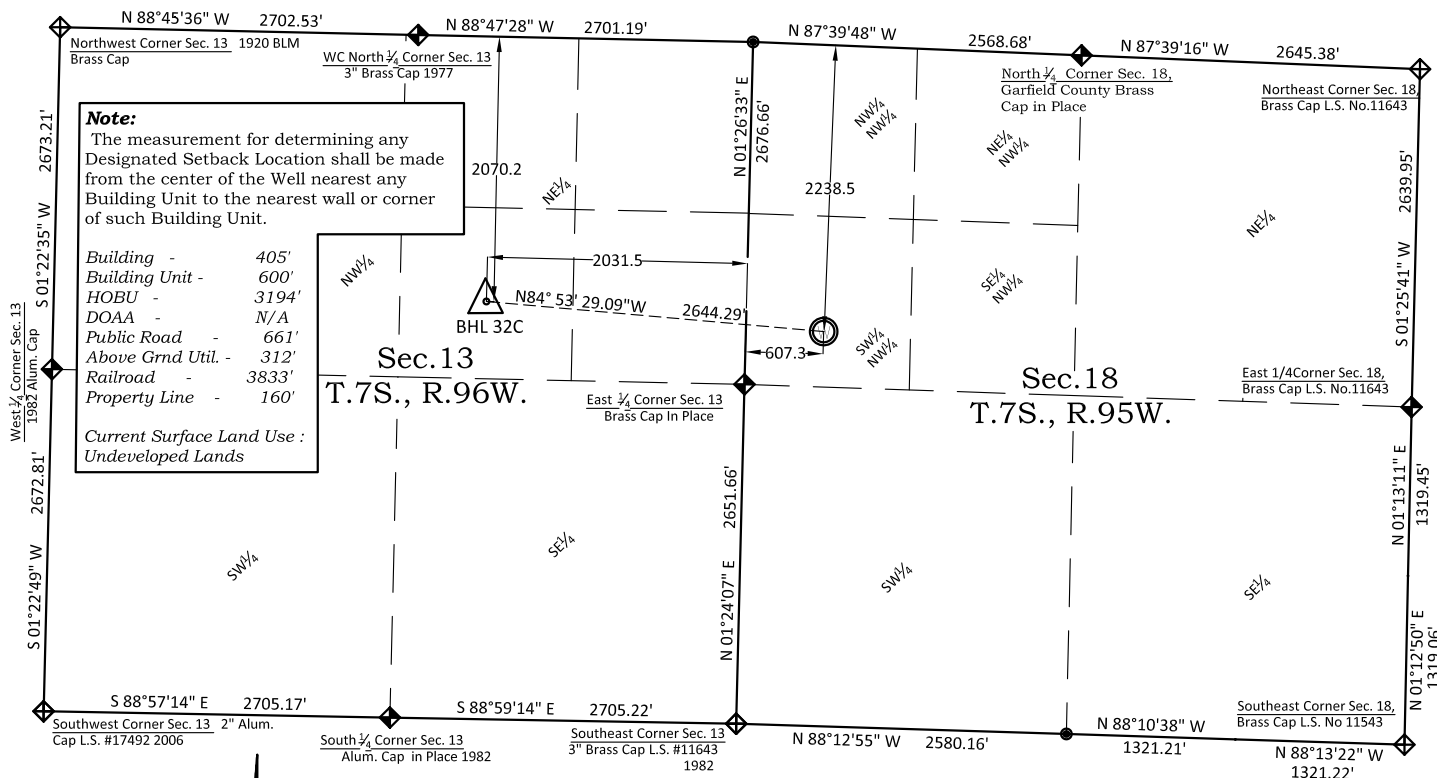 N 88°45'36" W 2702.53'
N 88°47'28" W 2701.19'
N 87°39'48" W 2568.68'
N 87°39'16" W 2645.38'
Northwest Corner Sec. 13 1920 BLM
Brass Cap
WC North ¼ Corner Sec. 13
3" Brass Cap 1977
North ¼ Corner Sec. 18,
Garfield County Brass
Cap in Place
Northeast Corner Sec. 18,
Brass Cap L.S. No.11643
Note:
The measurement for determining any
Designated Setback Location shall be made
from the center of the Well nearest any
Building Unit to the nearest wall or corner
of such Building Unit.
Building - 405'
Building Unit - 600'
HOBU - 3194'
DOAA - N/A
Public Road - 661'
Above Grnd Util. - 312'
Railroad - 3833'
Property Line - 160'
Current Surface Land Use :
Undeveloped Lands
S 01°22'35" W 2673.21'
N 01°26'33" E
2676.66'
2070.2
2238.5
NE¼
NW¼
NW¼
NW¼
NE¼
NW¼
SE¼
NW¼
SW¼
NW¼
NE¼
2639.95'
S 01°25'41" W
2031.5
N84° 53' 29.09"W 2644.29'
BHL 32C
607.3
Sec.13
T.7S., R.96W.
Sec.18
T.7S., R.95W.
West ¼ Corner Sec. 13
1982 Alum. Cap
East ¼ Corner Sec. 13
Brass Cap In Place
East 1/4Corner Sec. 18,
Brass Cap L.S. No.11643
S 01°22'49" W 2672.81'
N 01°24'07" E 2651.66'
N 01°13'11" E
1319.45'
N 01°12'50" E
1319.06'
SW¼
SE¼
SW¼
SE¼
S 88°57'14" E 2705.17'
S 88°59'14" E 2705.22'
N 88°12'55" W 2580.16'
N 88°10'38" W
1321.21'
N 88°13'22" W
1321.22'
Southwest Corner Sec. 13 2" Alum.
Cap L.S. #17492 2006
South ¼ Corner Sec. 13
Alum. Cap in Place 1982
Southeast Corner Sec. 13
3" Brass Cap L.S. #11643
1982
Southeast Corner Sec. 18,
Brass Cap L.S. No 11543